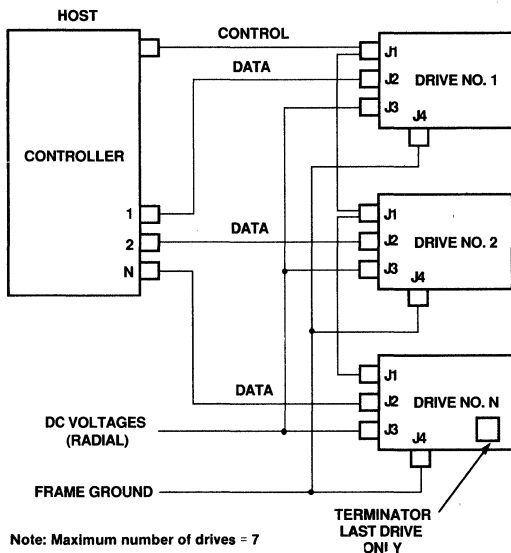 HOST
CONTROL
J1
DATA
J2
DRIVE NO. 1
J3
J4
CONTROLLER
1
2
N
DATA
J1
J2
DRIVE NO. 2
J3
J4
J1
DATA
J2
DRIVE NO. N
J3
J4
DC VOLTAGES
(RADIAL)
FRAME GROUND
TERMINATOR
LAST DRIVE
ONLY
Note: Maximum number of drives = 7